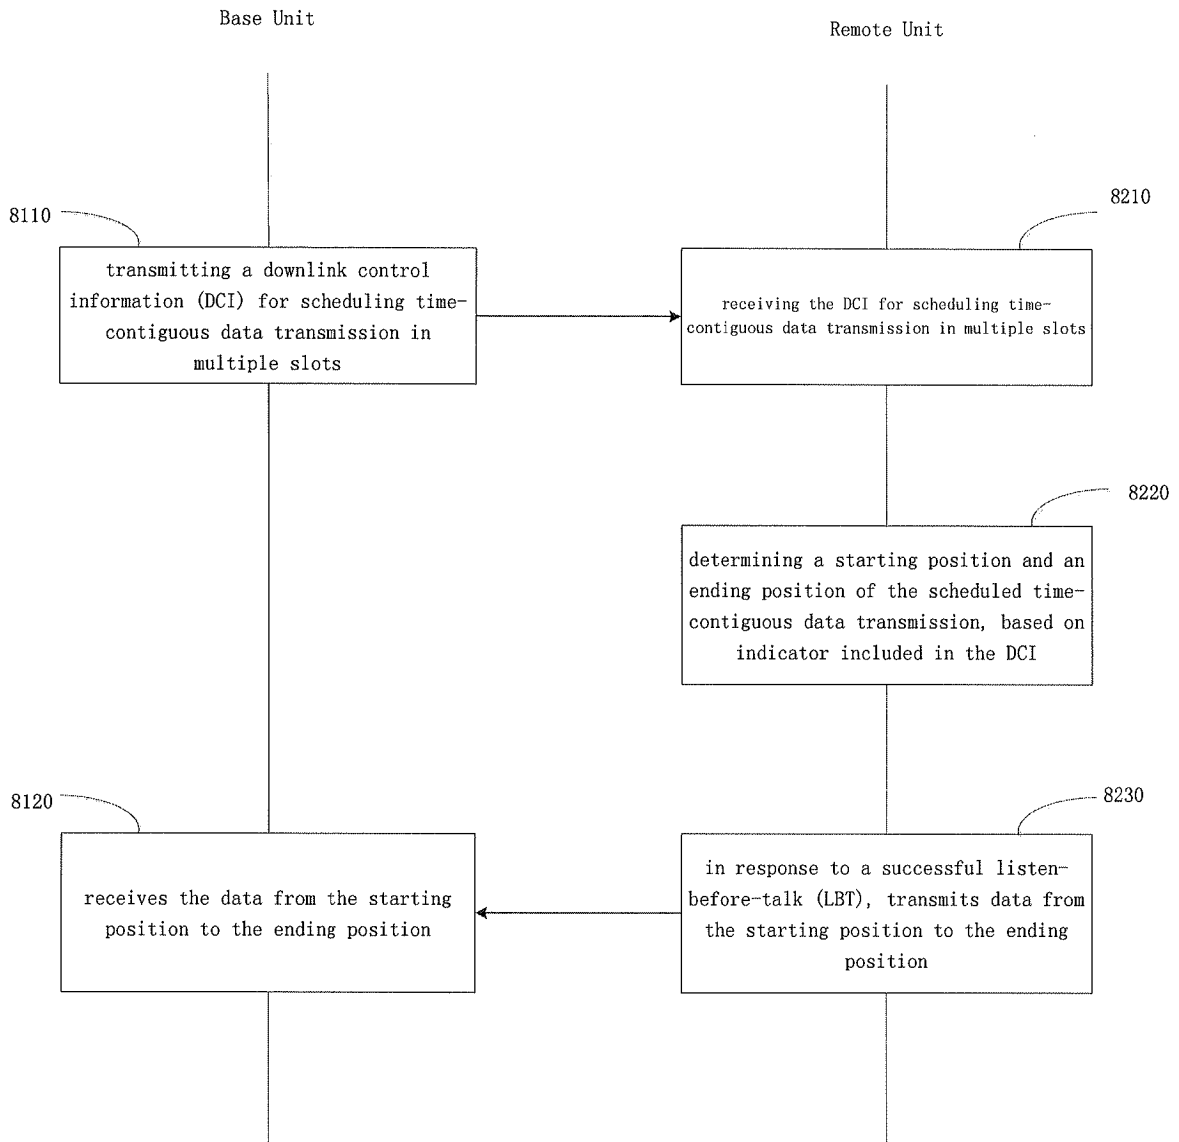 Base Unit
Remote Unit
8110
8210
transmitting a downlink control
information (DCI) for scheduling time-
contiguous data transmission in
multiple slots
receiving the DCI for scheduling time-
contiguous data transmission in multiple slots
8220
determining a starting position and an
ending position of the scheduled time-
contiguous data transmission, based on
indicator included in the DCI
8120
8230
receives the data from the starting
position to the ending position
in response to a successful listen-
before-talk (LBT), transmits data from
the starting position to the ending
position